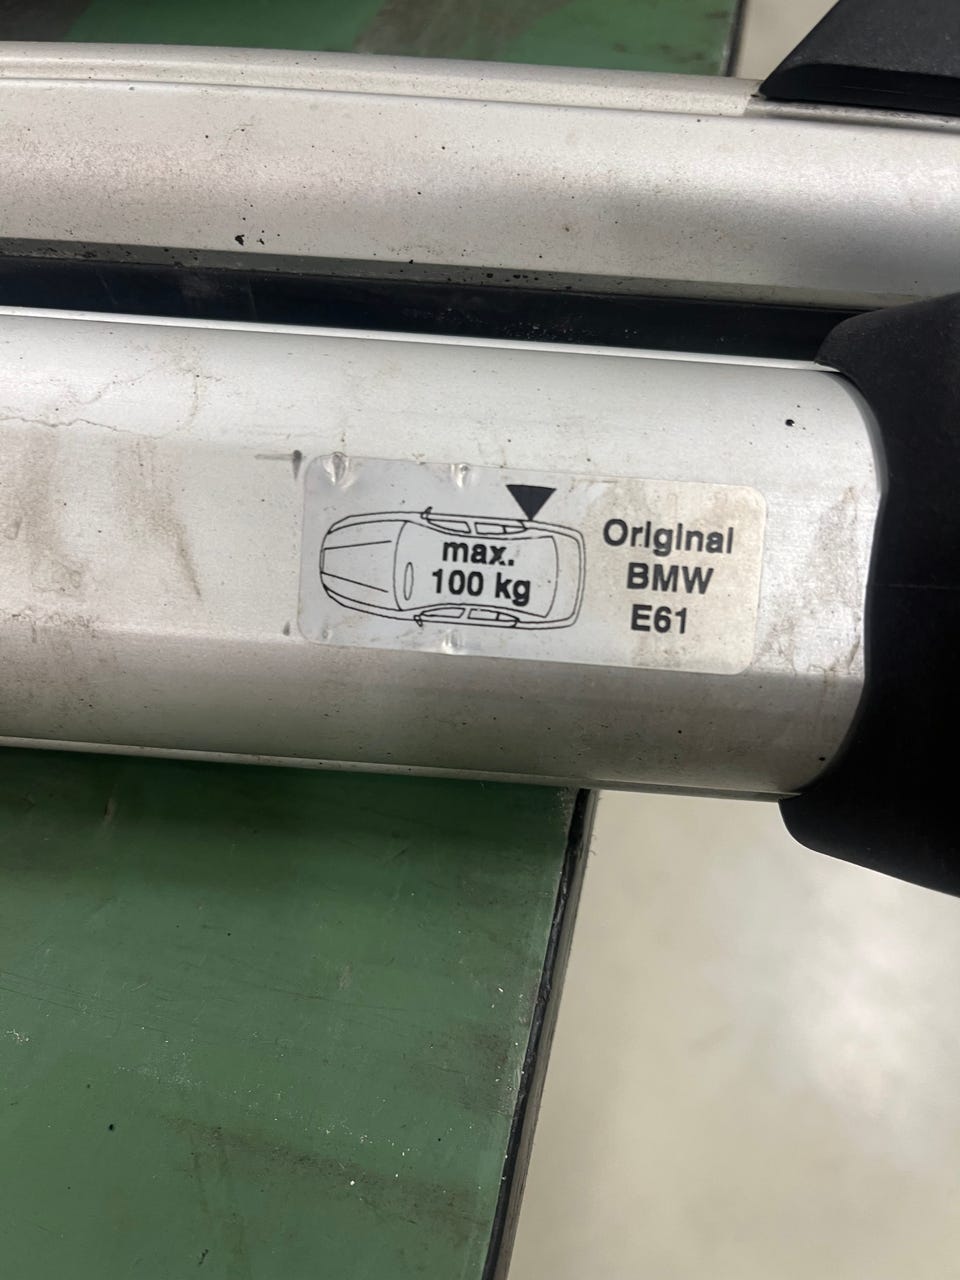 max.
100 kg
Original
BMW
E61